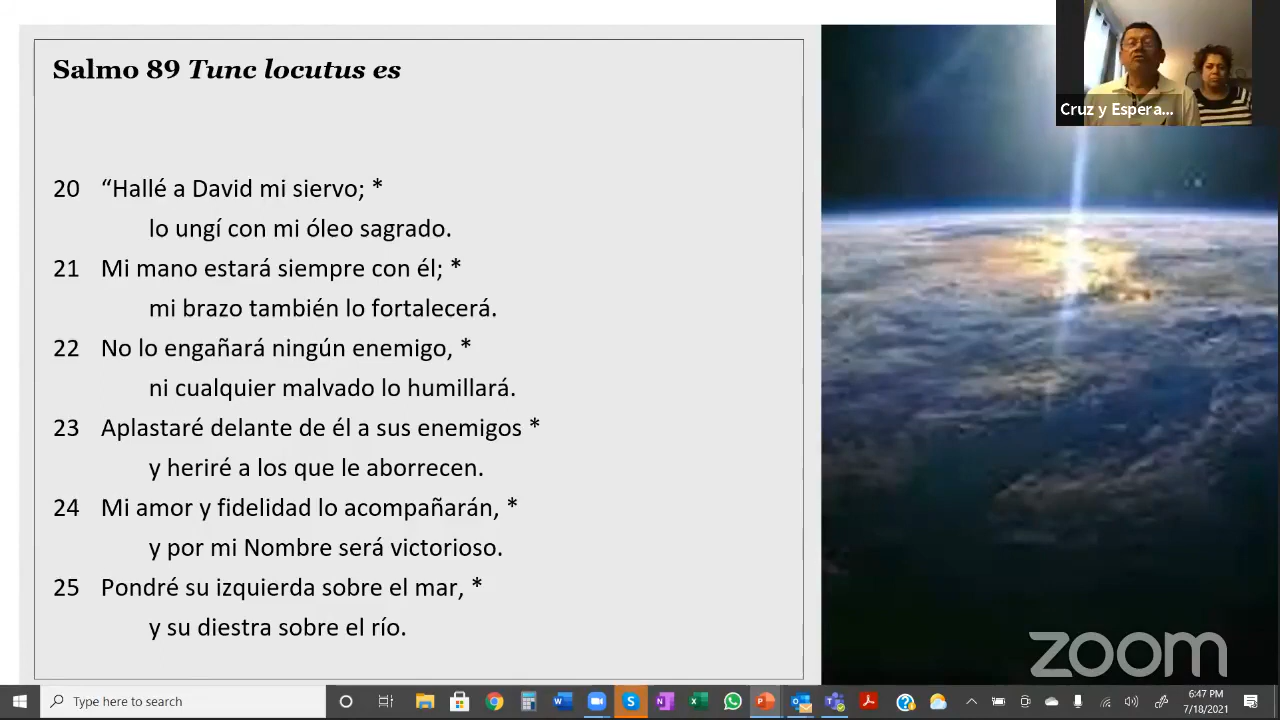 Salmo 89 Tunc locutus es
Cruz y Espera...
20 “Hallé a David mi siervo; *
lo ungí con mi óleo sagrado.
21 Mi mano estará siempre con él; *
mi brazo también lo fortalecerá.
22 No lo engañará ningún enemigo, *
ni cualquier malvado lo humillará.
23 Aplastaré delante de él a sus enemigos *
y heriré a los que le aborrecen.
24 Mi amor y fidelidad lo acompañarán, *
y por mi Nombre será victorioso.
25 Pondré su izquierda sobre el mar, *
y su diestra sobre el río.
zoom
Type here to search
6:47 PM
7/18/2021